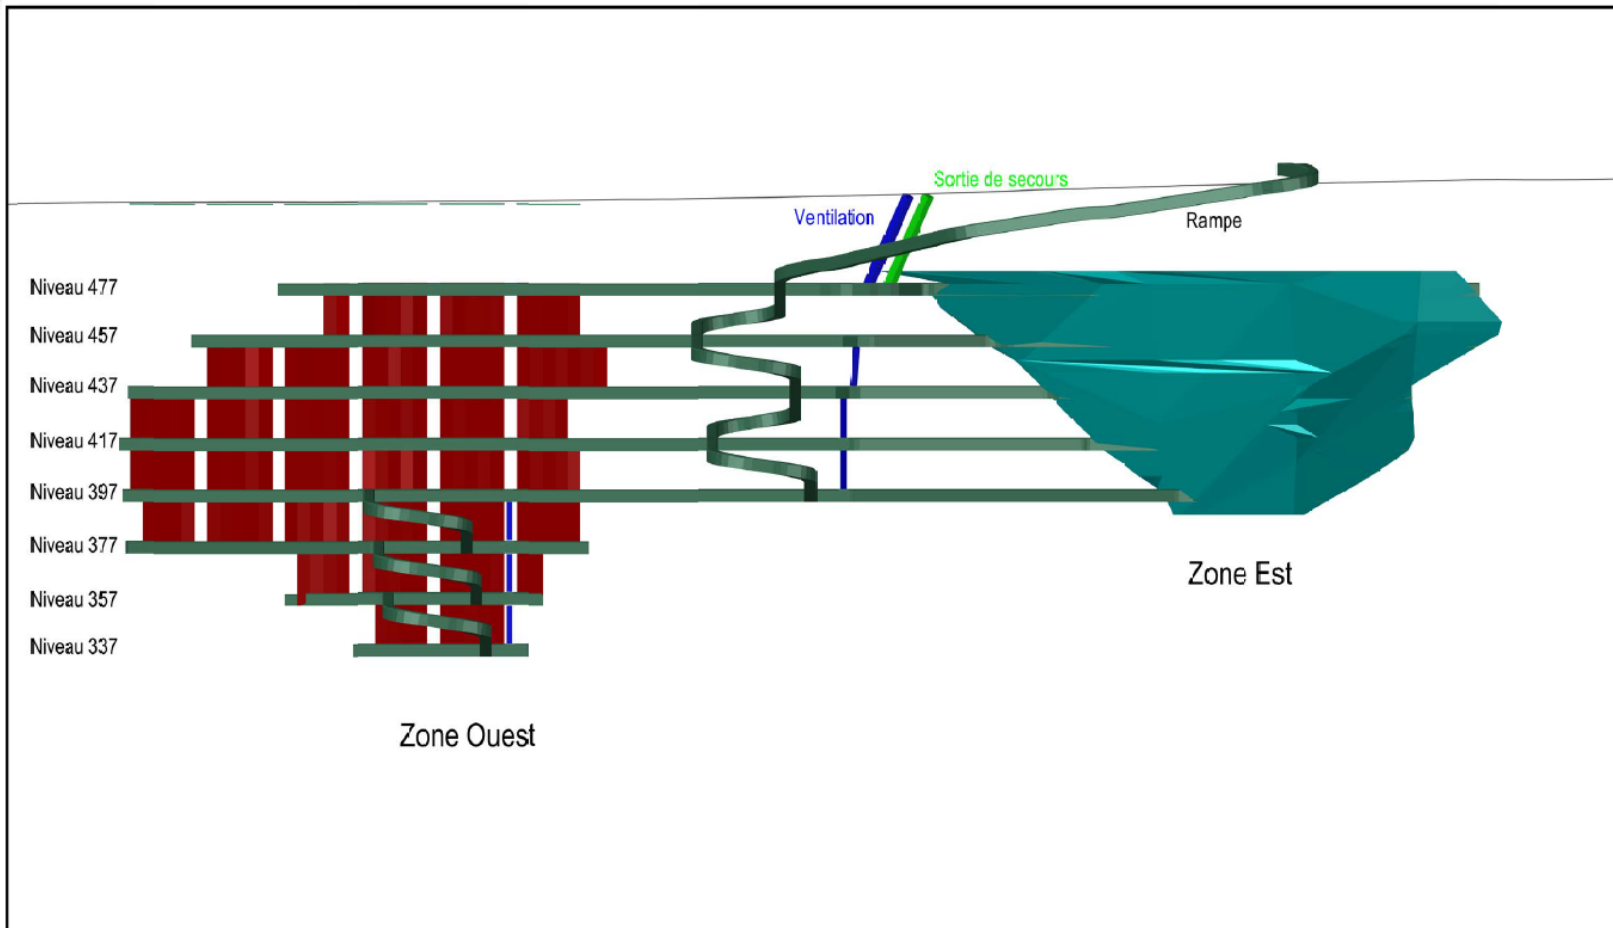 Sortie de secours
Ventilation
Rampe
Niveau 477
Niveau 457
Niveau 437
Niveau 417
Niveau 397
Niveau 377
Niveau 357
Niveau 337
Zone Est
Zone Ouest